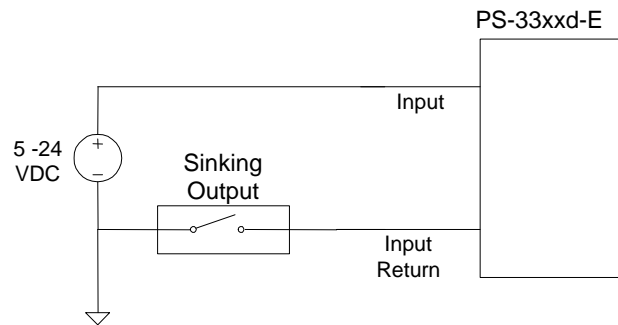 PS-33xxd-E
Input
5 -24
VDC
+
−
Sinking
Output
Input
Return